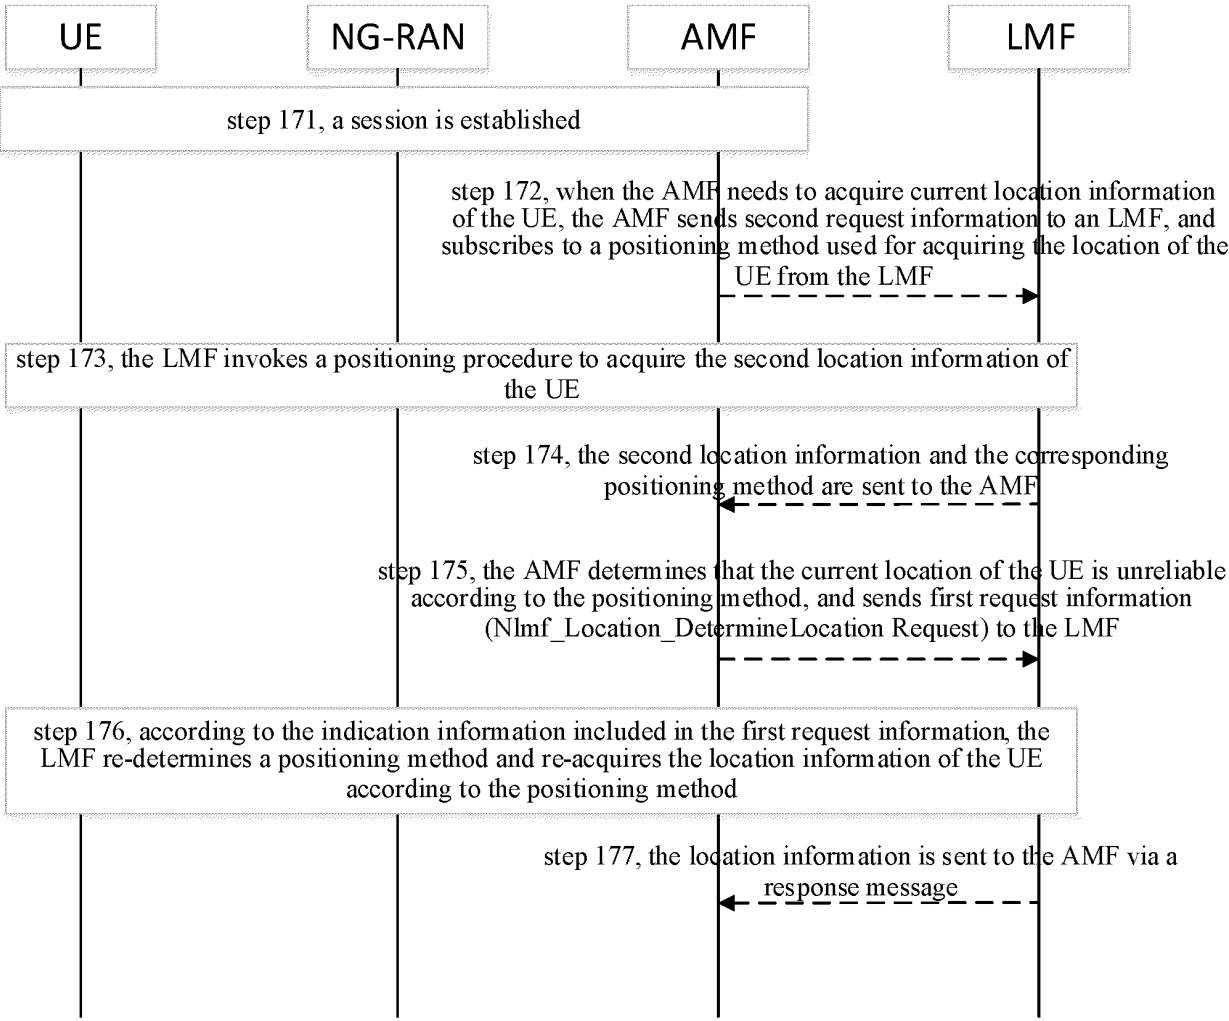 UE
NG-RAN
AMF
LMF
step 171, a session is established
step 172, when the AMF needs to acquire current location information
of the UE, the AMF sends second request information to an LMF, and
subscribes to a positioning method used for acquiring the location of the
UE from the LMF
step 173, the LMF invokes a positioning procedure to acquire the second location information of
the UE
step 174, the second location information and the corresponding
positioning method are sent to the AMF
step 175, the AMF determines that the current location of the UE is unreliable
according to the positioning method, and sends first request information
(Nlmf_Location_DetermineLocation Request) to the LMF
step 176, according to the indication information included in the first request information, the
LMF re-determines a positioning method and re-acquires the location information of the UE
according to the positioning method
step 177, the location information is sent to the AMF via a
response message